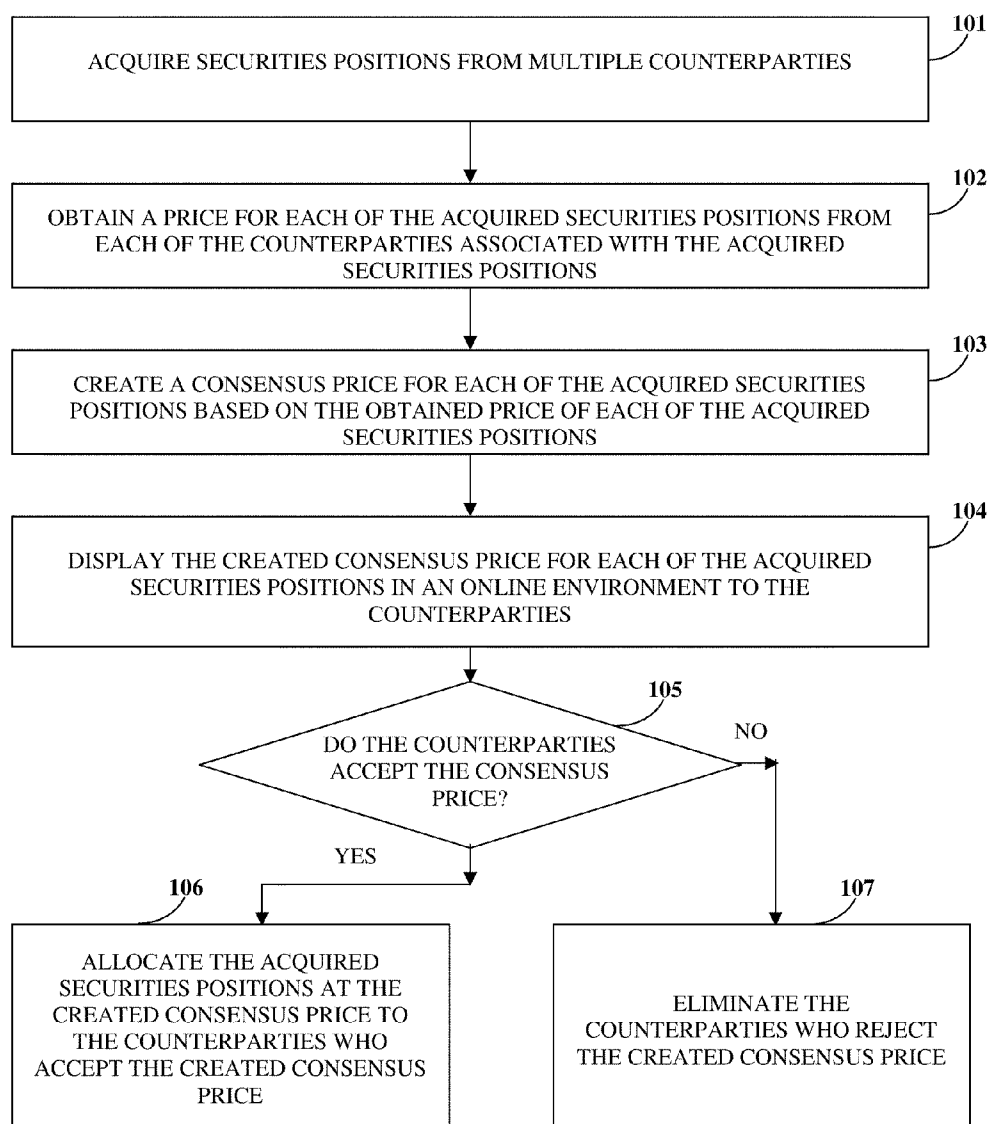 101
ACQUIRE SECURITIES POSITIONS FROM MULTIPLE COUNTERPARTIES
102
OBTAIN A PRICE FOR EACH OF THE ACQUIRED SECURITIES POSITIONS FROM
EACH OF THE COUNTERPARTIES ASSOCIATED WITH THE ACQUIRED
SECURITIES POSITIONS
103
CREATE A CONSENSUS PRICE FOR EACH OF THE ACQUIRED SECURITIES
POSITIONS BASED ON THE OBTAINED PRICE OF EACH OF THE ACQUIRED
SECURITIES POSITIONS
104
DISPLAY THE CREATED CONSENSUS PRICE FOR EACH OF THE ACQUIRED
SECURITIES POSITIONS IN AN ONLINE ENVIRONMENT TO THE
COUNTERPARTIES
105
DO THE COUNTERPARTIES
ACCEPT THE CONSENSUS
PRICE?
NO
YES
106
ALLOCATE THE ACQUIRED
SECURITIES POSITIONS AT THE
CREATED CONSENSUS PRICE TO
THE COUNTERPARTIES WHO
ACCEPT THE CREATED CONSENSUS
PRICE
107
ELIMINATE THE
COUNTERPARTIES WHO REJECT
THE CREATED CONSENSUS PRICE